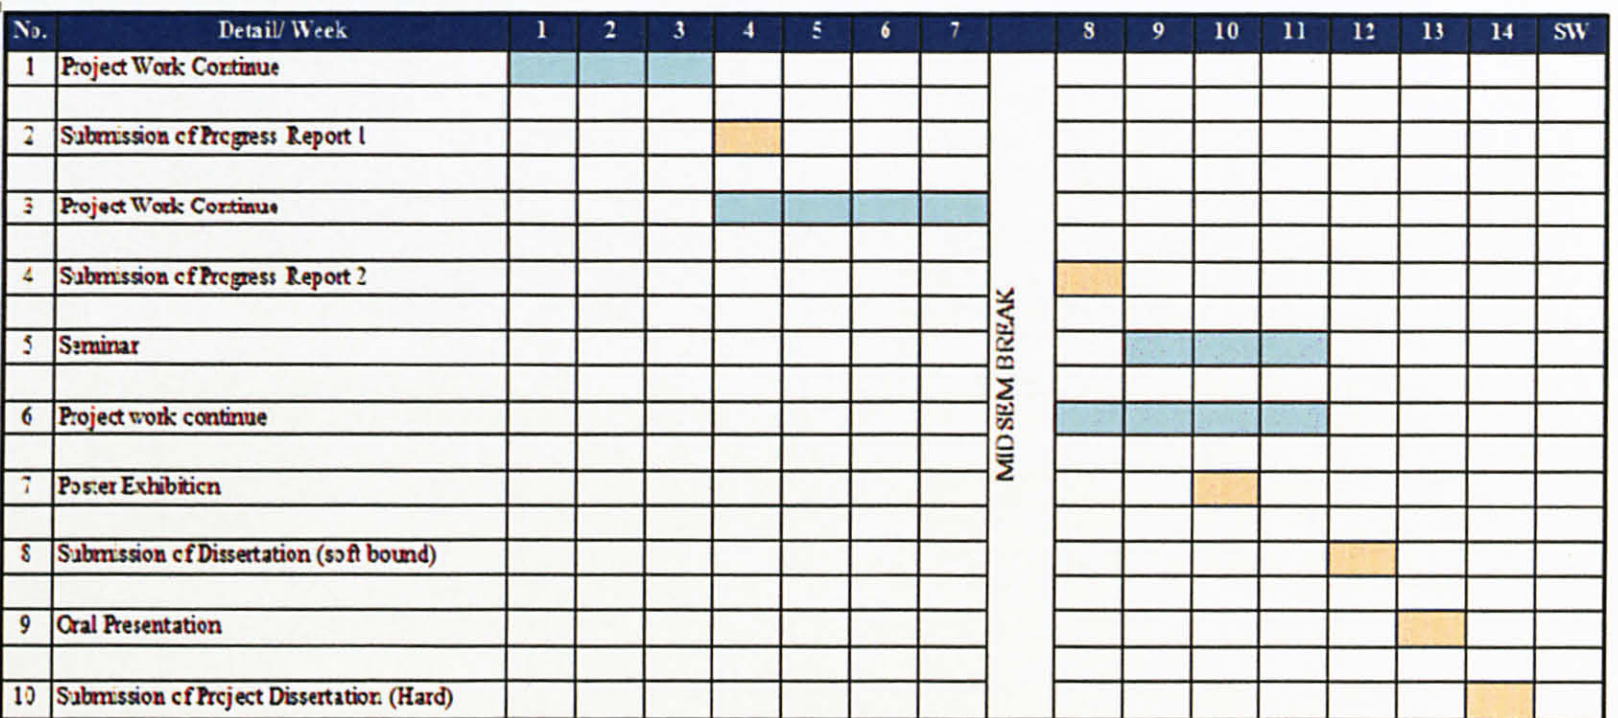 No. Detail/ Week 1 2 3 4 5 6 7 8 9 10 11 12 13 14 SW
1 Project Work Continue
2 Submission of Progress Report 1
3 Project Work Continue
4 Submission of Progress Report 2
MID SEM BREAK
5 Seminar
6 Project work continue
7 Poster Exhibition
8 Submission of Dissertation (soft bound)
9 Oral Presentation
10 Submission of Project Dissertation (Hard)